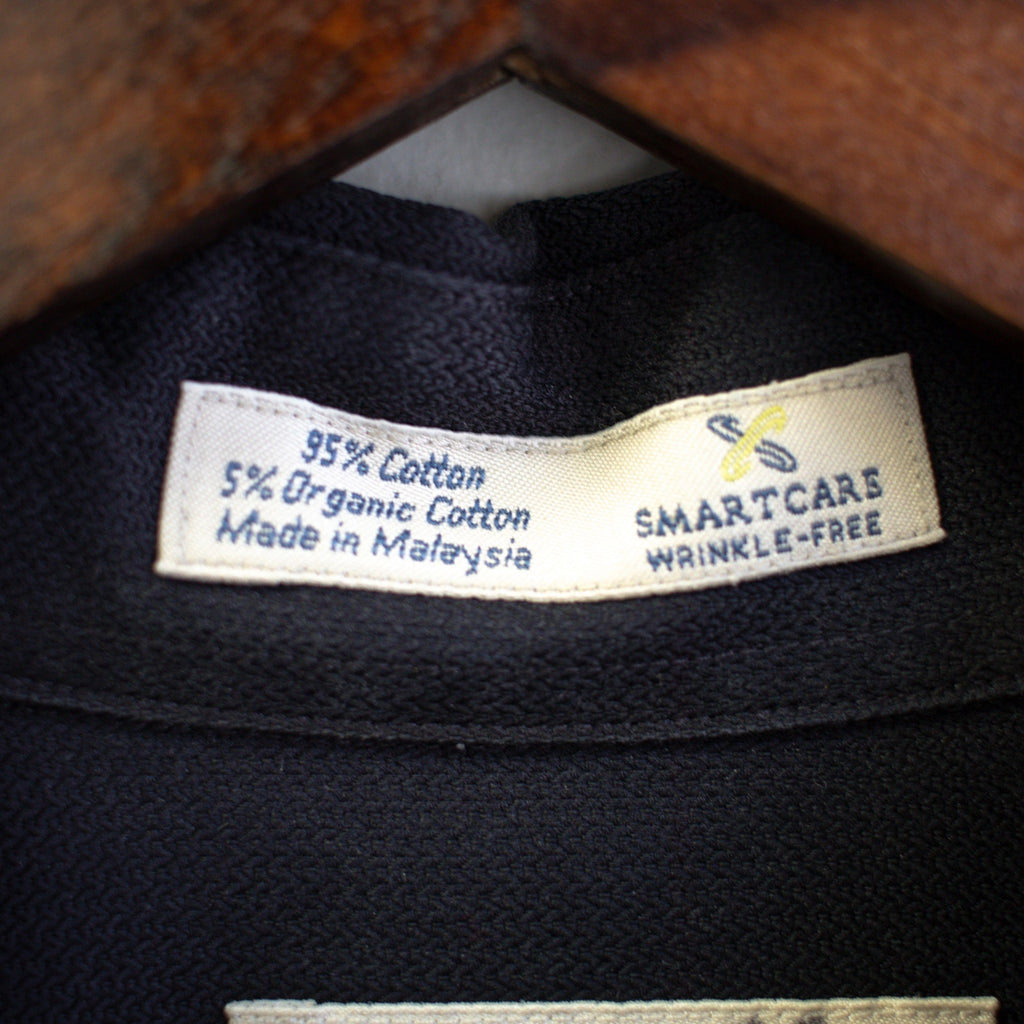 95% Cotton
5% Organic Cotton
Made in Malaysia
SMARTCARE
WRINKLE-FREE